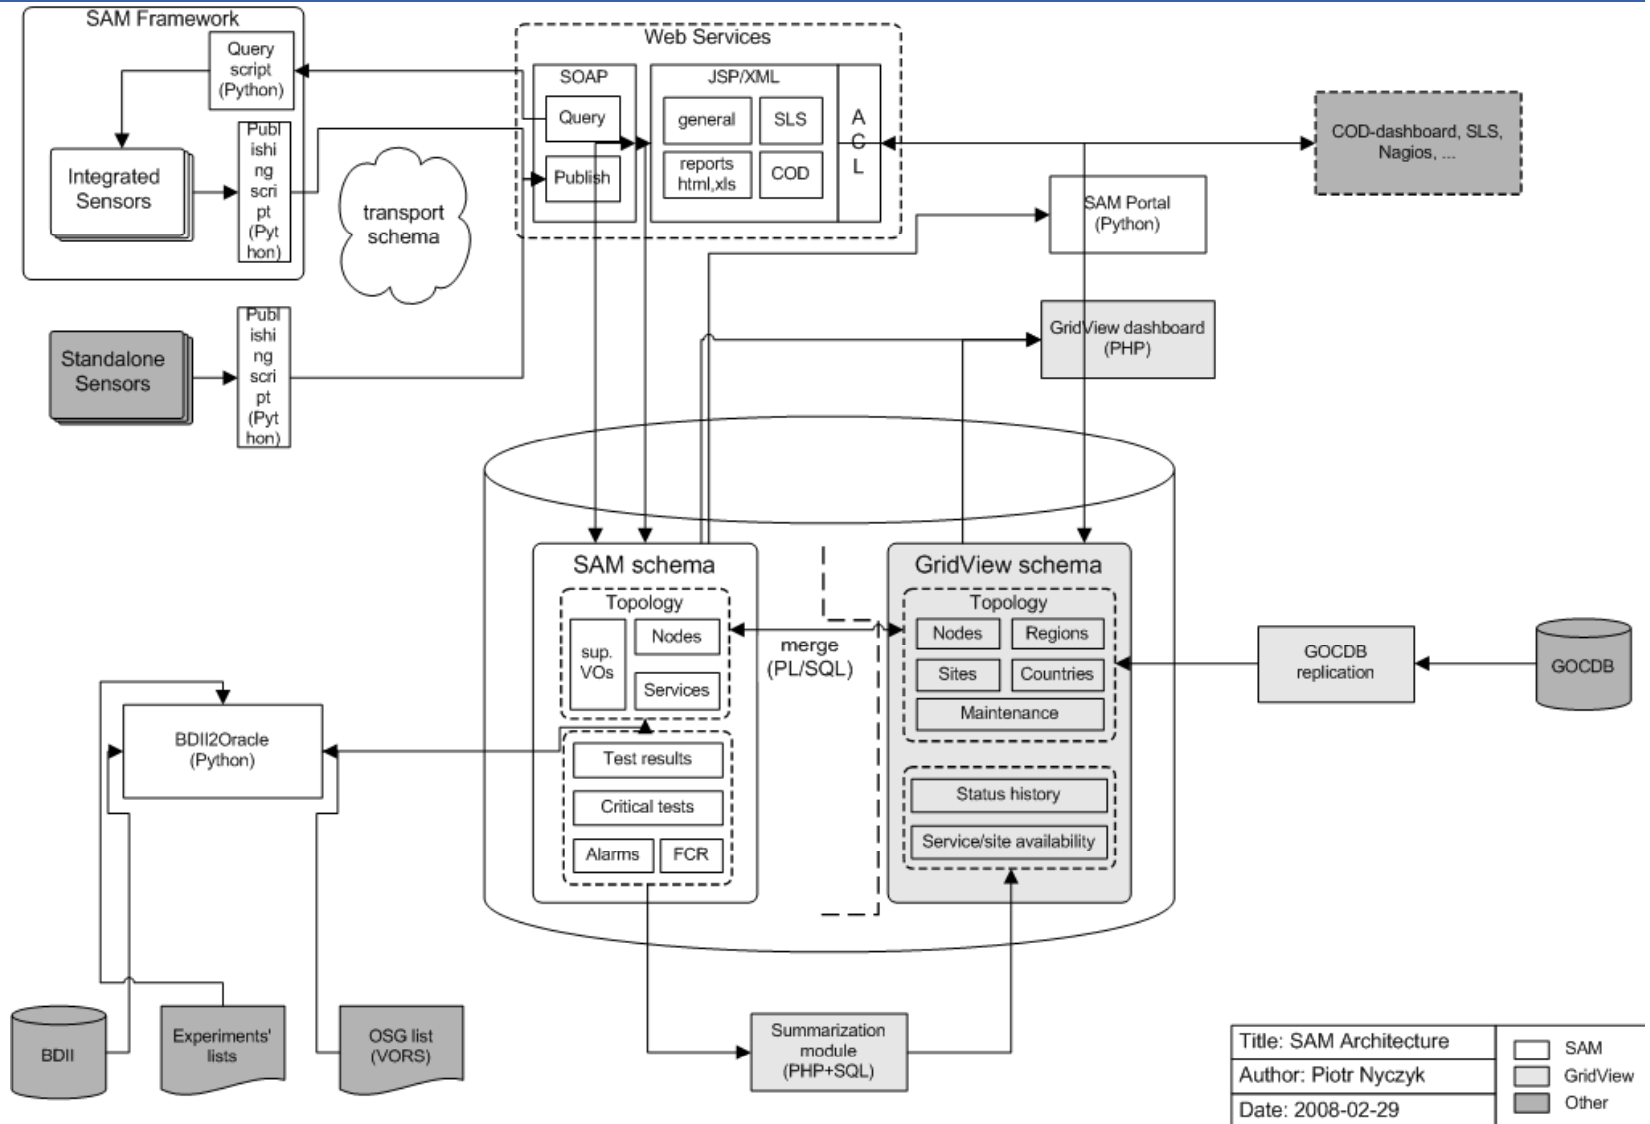 SAM Framework
Query
script
(Python)
Integrated
Sensors
Publ
ishi
ng
scri
pt
(Pyt
hon)
transport
schema
Standalone
Sensors
Publ
ishi
ng
scri
pt
(Pyt
hon)
Web Services
SOAP
Query
Publish
JSP/XML
general
SLS
reports
html,xls
COD
A
C
L
COD-dashboard, SLS,
Nagios, ...
SAM Portal
(Python)
GridView dashboard
(PHP)
SAM schema
Topology
sup.
VOs
Nodes
Services
Test results
Critical tests
Alarms
FCR
merge
(PL/SQL)
GridView schema
Topology
Nodes
Regions
Sites
Countries
Maintenance
Status history
Service/site availability
GOCDB
replication
GOCDB
BDII2Oracle
(Python)
BDII
Experiments'
lists
OSG list
(VORS)
Summarization
module
(PHP+SQL)
Title: SAM Architecture
Author: Piotr Nyczyk
Date: 2008-02-29
SAM
GridView
Other